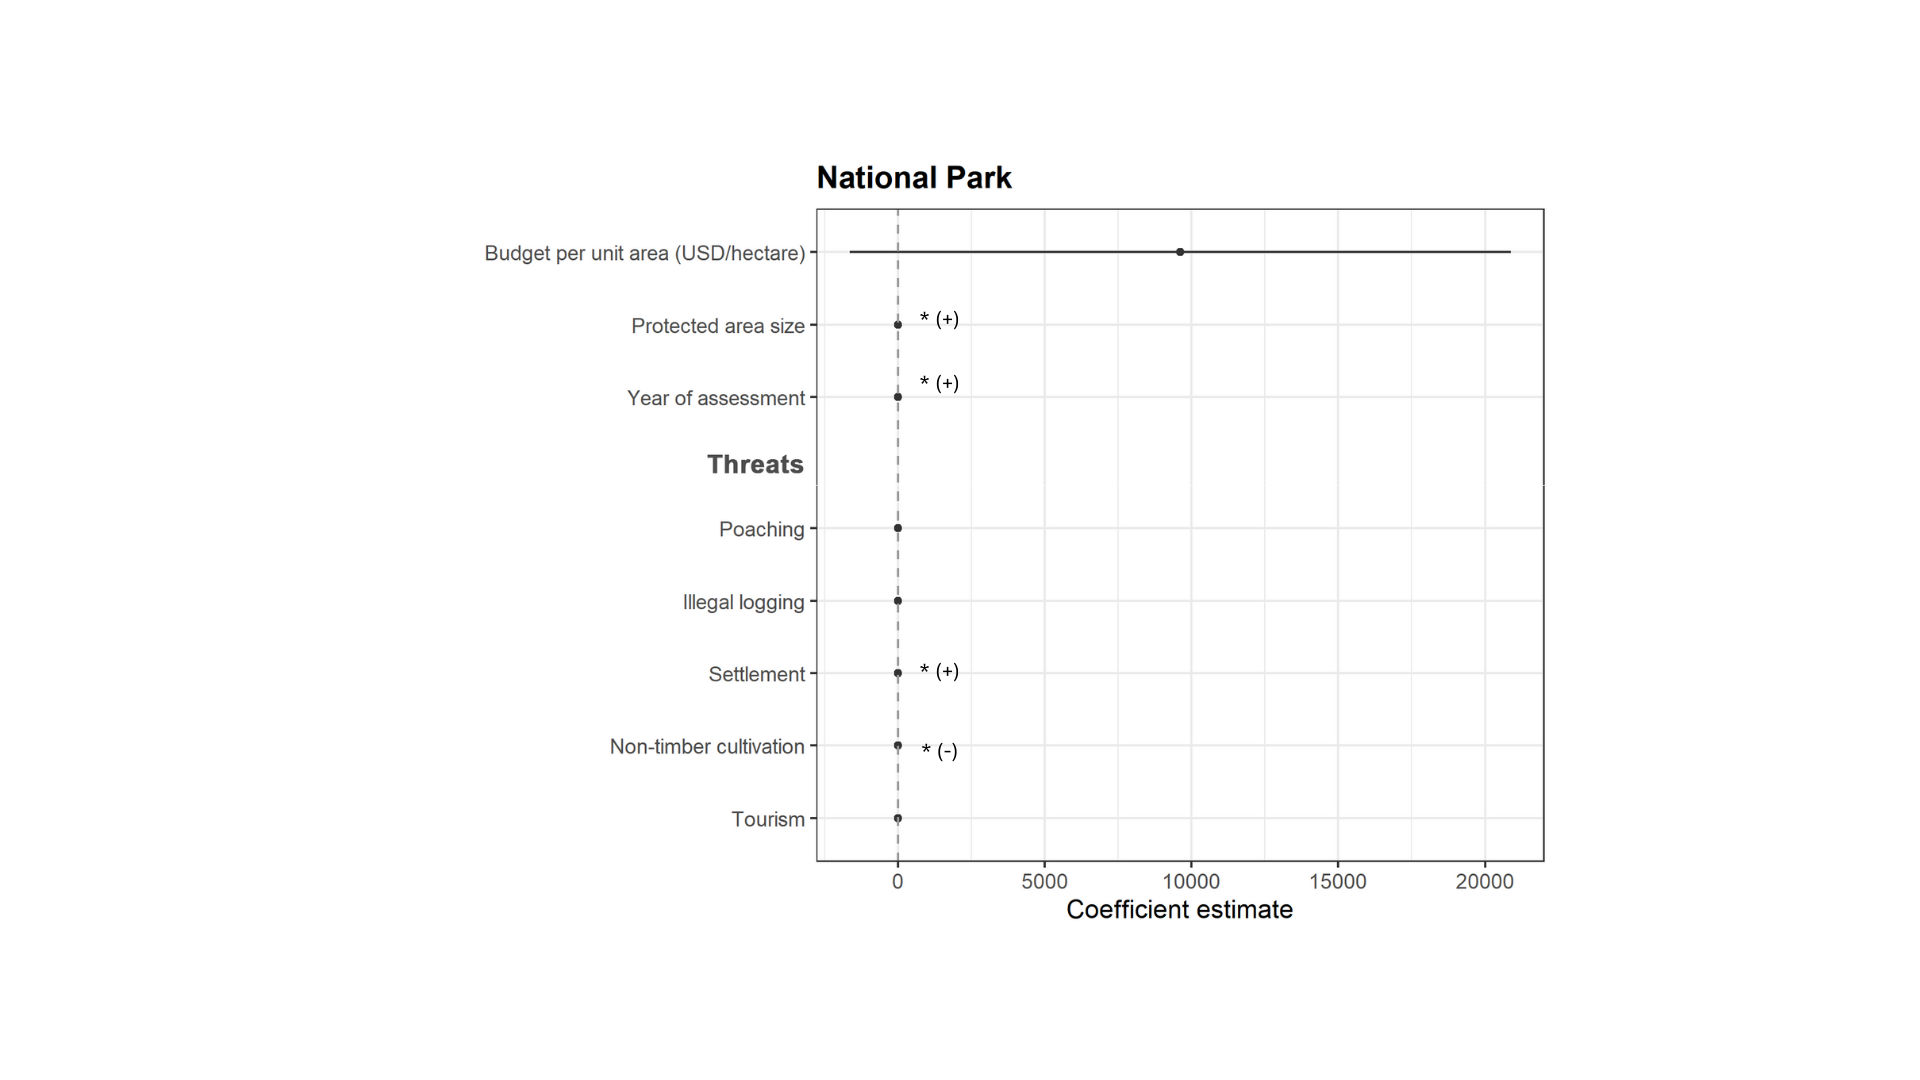 National Park
Budget per unit area (USD/hectare)
Protected area size * (+)
Year of assessment * (+)
Threats
Poaching
Illegal logging
Settlement * (+)
Non-timber cultivation * (-)
Tourism
0 5000 10000 15000 20000
Coefficient estimate